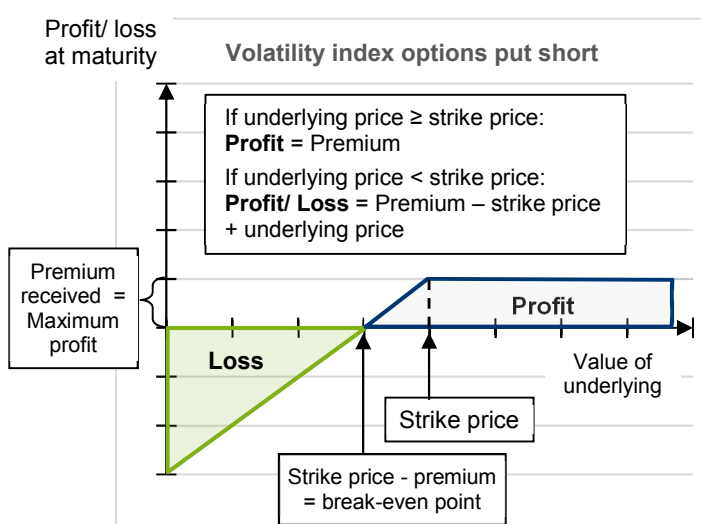 Profit/ loss
at maturity
Volatility index options put short
If underlying price ≥ strike price:
Profit = Premium
If underlying price < strike price:
Profit/ Loss = Premium – strike price
+ underlying price
Premium
received =
Maximum
profit
Profit
Loss
Value of
underlying
Strike price
Strike price - premium
= break-even point